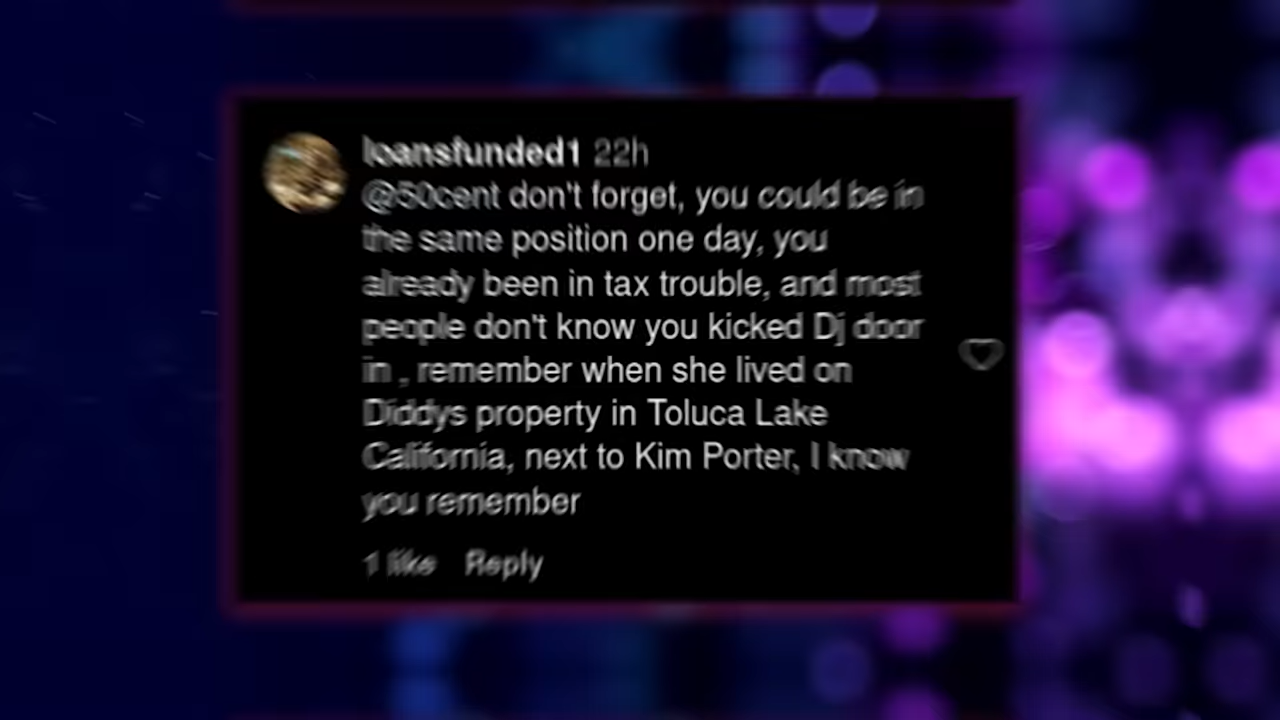 loansfunded1 22h
@50cent don't forget, you could be in
the same position one day, you
already been in tax trouble, and most
people don't know you kicked Dj door
in , remember when she lived on
Diddys property in Toluca Lake
California, next to Kim Porter, I know
you remember
1 like Reply